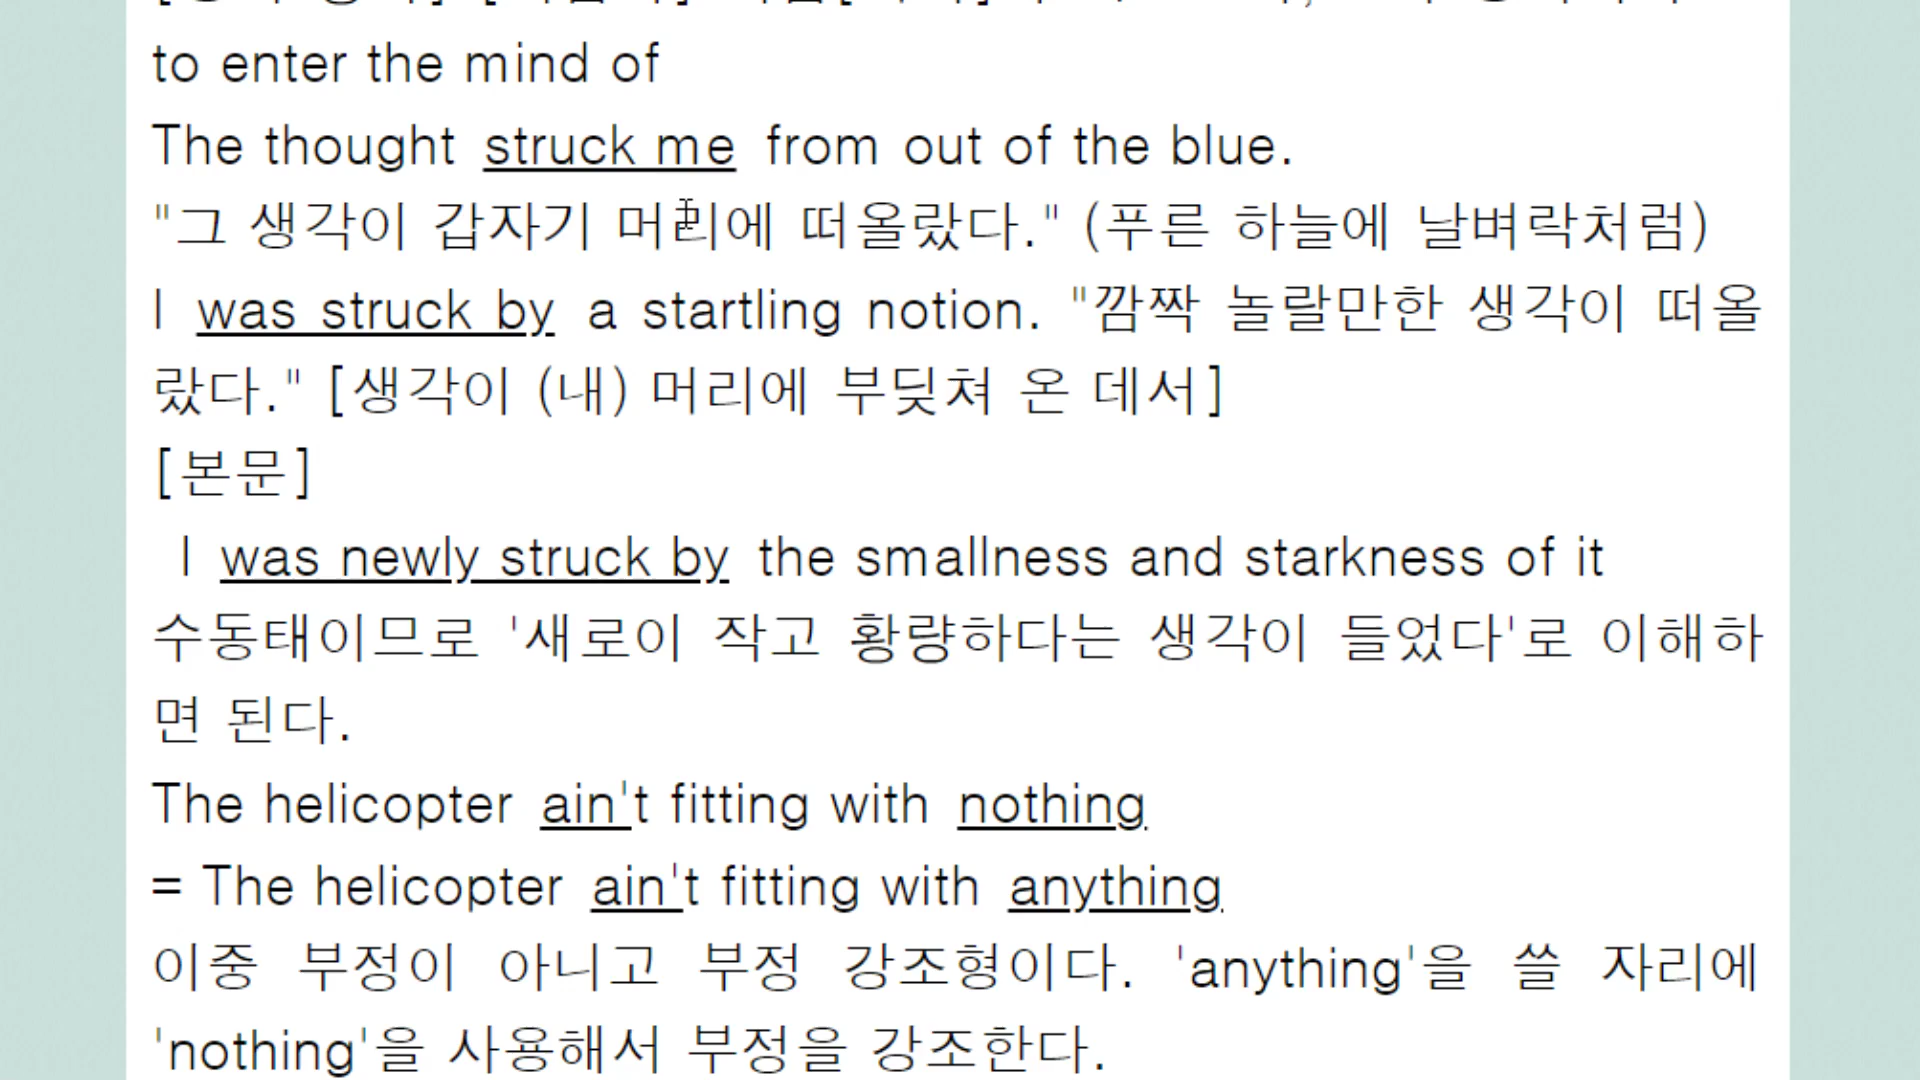 to enter the mind of
The thought struck me from out of the blue.
"그 생각이 갑자기 머리에 떠올랐다." (푸른 하늘에 날벼락처럼)
I was struck by a startling notion. "깜짝 놀랄만한 생각이 떠올
랐다." [생각이 (내) 머리에 부딪쳐 온 데서]
[본문]
I was newly struck by the smallness and starkness of it
수동태이므로 '새로이 작고 황량하다는 생각이 들었다'로 이해하
면 된다.
The helicopter ain't fitting with nothing
= The helicopter ain't fitting with anything
이중 부정이 아니고 부정 강조형이다. 'anything'을 쓸 자리에
'nothing'을 사용해서 부정을 강조한다.